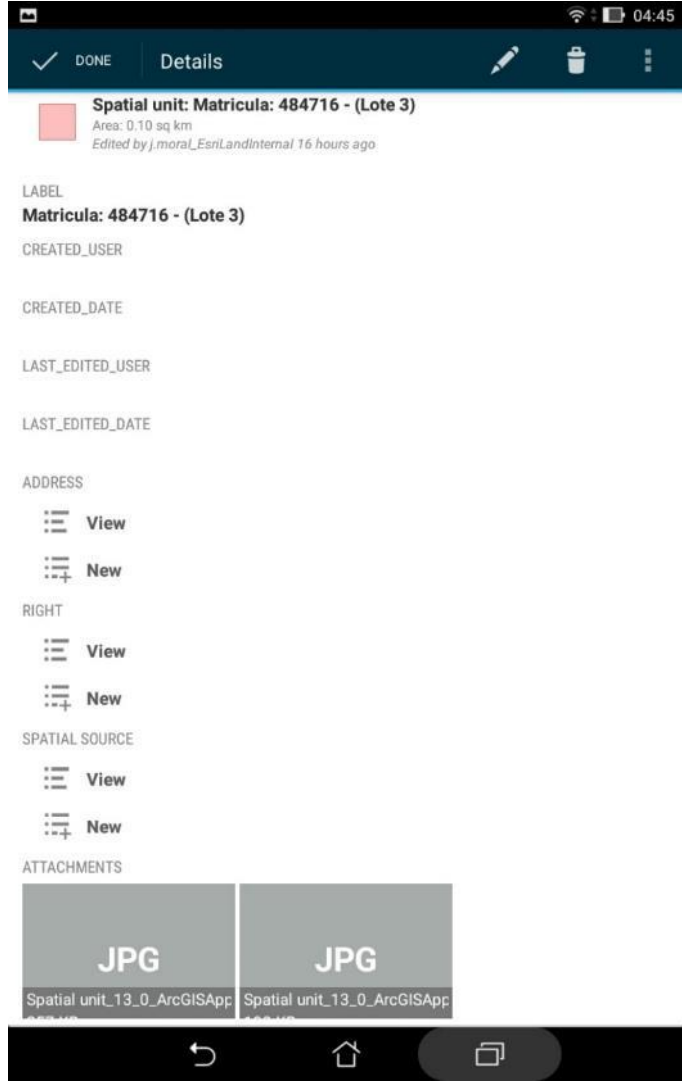 04:45
DONE Details
Spatial unit: Matricula: 484716 - (Lote 3)
Area: 0.10 sq km
Edited by j.moral_EsriLandInternal 16 hours ago
LABEL
Matricula: 484716 - (Lote 3)
CREATED_USER
CREATED_DATE
LAST_EDITED_USER
LAST_EDITED_DATE
ADDRESS
View
New
RIGHT
View
New
SPATIAL SOURCE
View
New
ATTACHMENTS
JPG JPG
Spatial unit_13_0_ArcGISApp Spatial unit_13_0_ArcGISApp